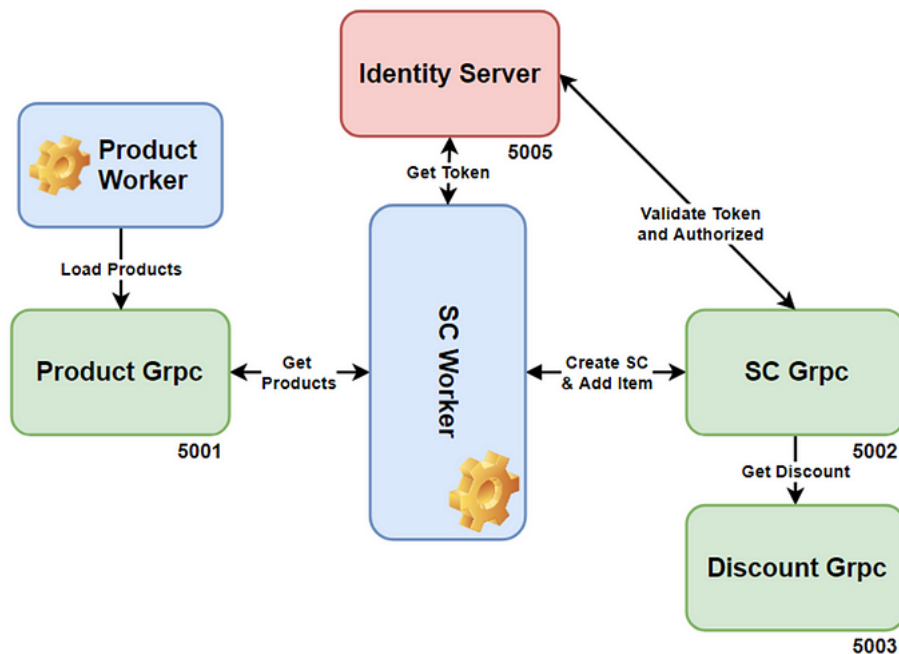 Identity Server
5005
Product
Worker
Get Token
Validate Token
and Authorized
Load Products
Product Grpc
5001
Get
Products
SC Worker
Create SC
& Add Item
SC Grpc
5002
Get Discount
Discount Grpc
5003